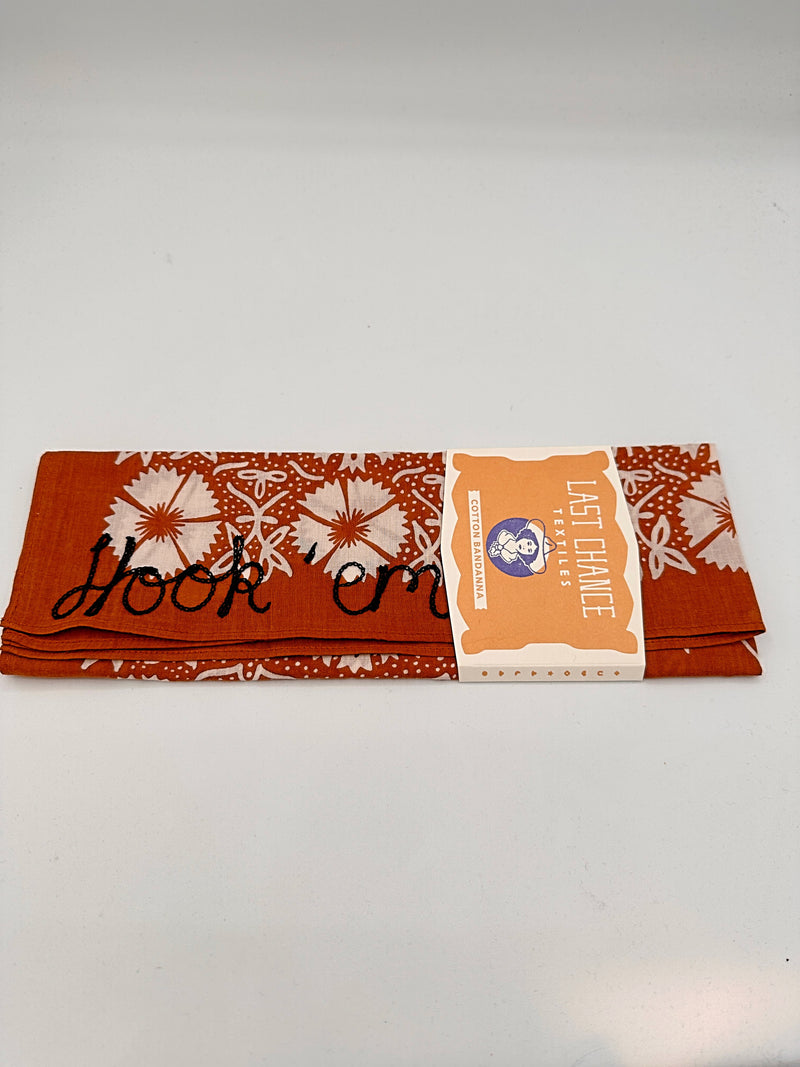 Hook 'em
LAST CHANCE
TEXTILES
COTTON BANDANNA